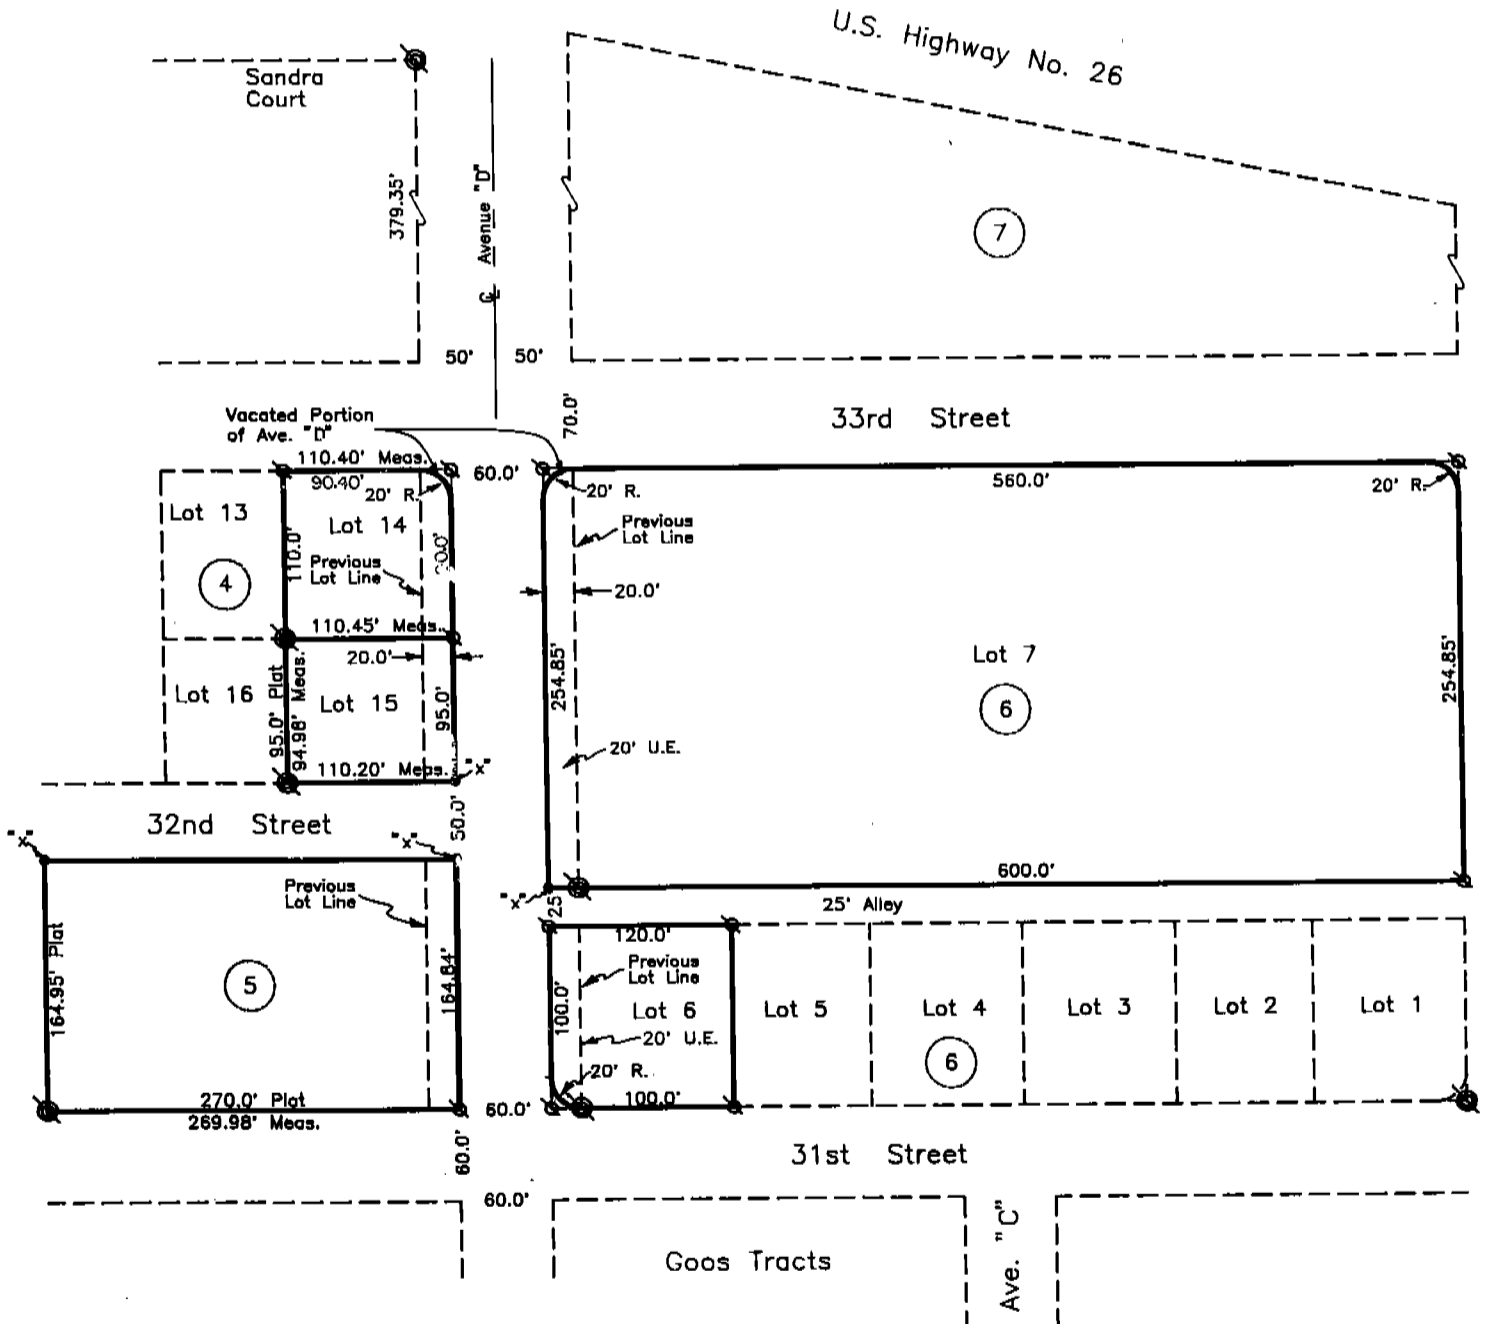 U.S. Highway No. 26
Sandra
Court
379.35'
℄ Avenue "D"
7
50' 50'
70.0'
33rd Street
Vacated Portion
of Ave. "D"
110.40' Meas.
90.40'
20' R.
60.0'
20' R.
560.0'
20' R.
Lot 13
Lot 14
110.0'
Previous
Lot Line
Previous
Lot Line
4
20.0'
110.45' Meas.
20.0'
Lot 7
6
254.85'
254.85'
Lot 16
95.0' Plat
94.98' Meas.
Lot 15
95.0'
20' U.E.
110.20' Meas.
"x"
32nd Street
50.0'
"x"
"x"
600.0'
Previous
Lot Line
"x"
25'
25' Alley
120.0'
164.95' Plat
5
164.84'
Previous
Lot Line
100.0'
Lot 6
Lot 5
Lot 4
Lot 3
Lot 2
Lot 1
20' U.E.
6
20' R.
270.0' Plat
269.98' Meas.
60.0'
100.0'
60.0'
31st Street
60.0'
Goos Tracts
Ave. "C"